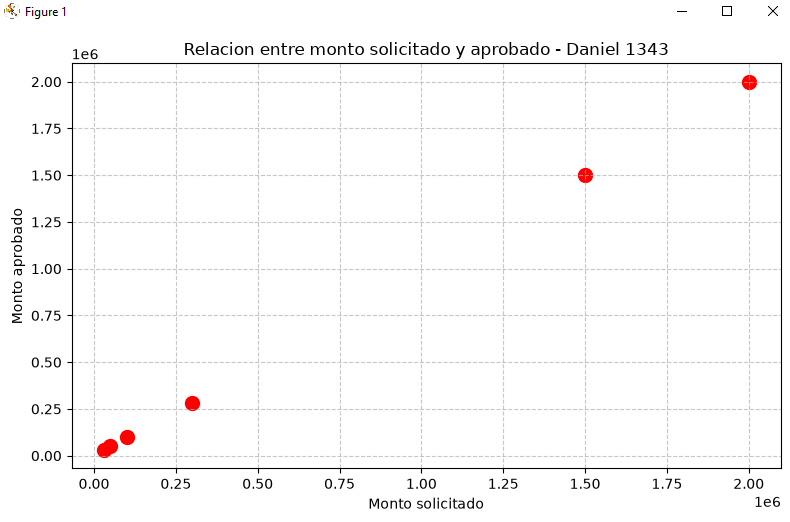 Figure 1
Relacion entre monto solicitado y aprobado - Daniel 1343
1e6
2.00
1.75
1.50
1.25
1.00
0.75
0.50
0.25
0.00
Monto aprobado
0.00 0.25 0.50 0.75 1.00 1.25 1.50 1.75 2.00
Monto solicitado
1e6